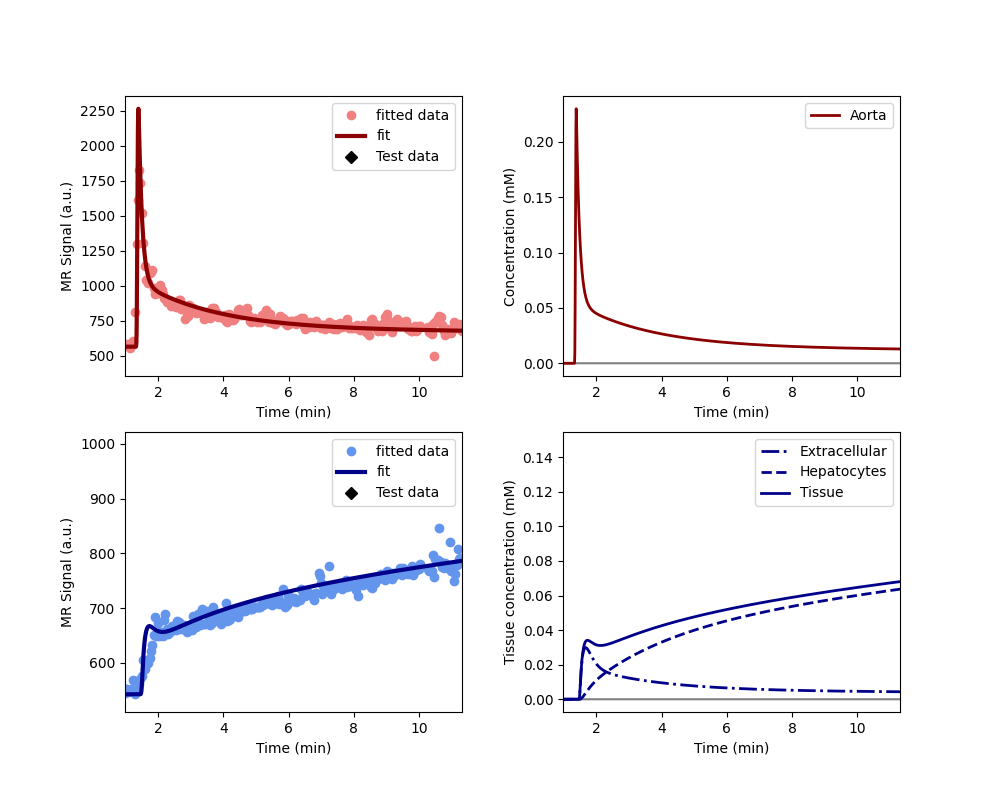 2250
2000
1750
1500
1250
1000
750
500
MR Signal (a.u.)
fitted data
fit
Test data
2 4 6 8 10
Time (min)
0.20
0.15
0.10
0.05
0.00
Concentration (mM)
Aorta
2 4 6 8 10
Time (min)
1000
900
800
700
600
MR Signal (a.u.)
fitted data
fit
Test data
2 4 6 8 10
Time (min)
0.14
0.12
0.10
0.08
0.06
0.04
0.02
0.00
Tissue concentration (mM)
Extracellular
Hepatocytes
Tissue
2 4 6 8 10
Time (min)